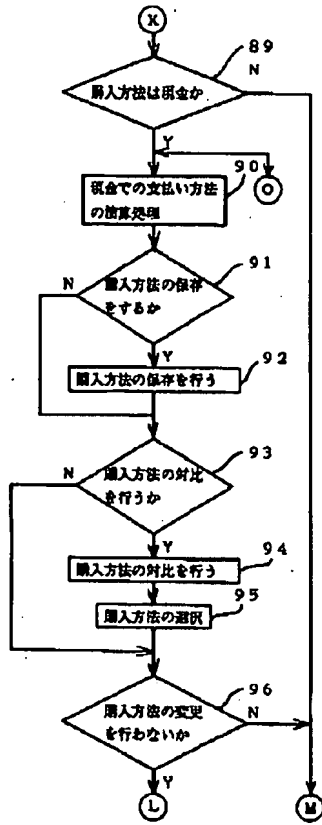 X
89
購入方法は現金か
N
Y
90
O
現金での支払い方法
の演算処理
91
購入方法の保存
をするか
N
Y
92
購入方法の保存を行う
93
購入方法の対比
を行うか
N
Y
94
購入方法の対比を行う
95
購入方法の選択
96
購入方法の変更
を行わないか
N
Y
L
M